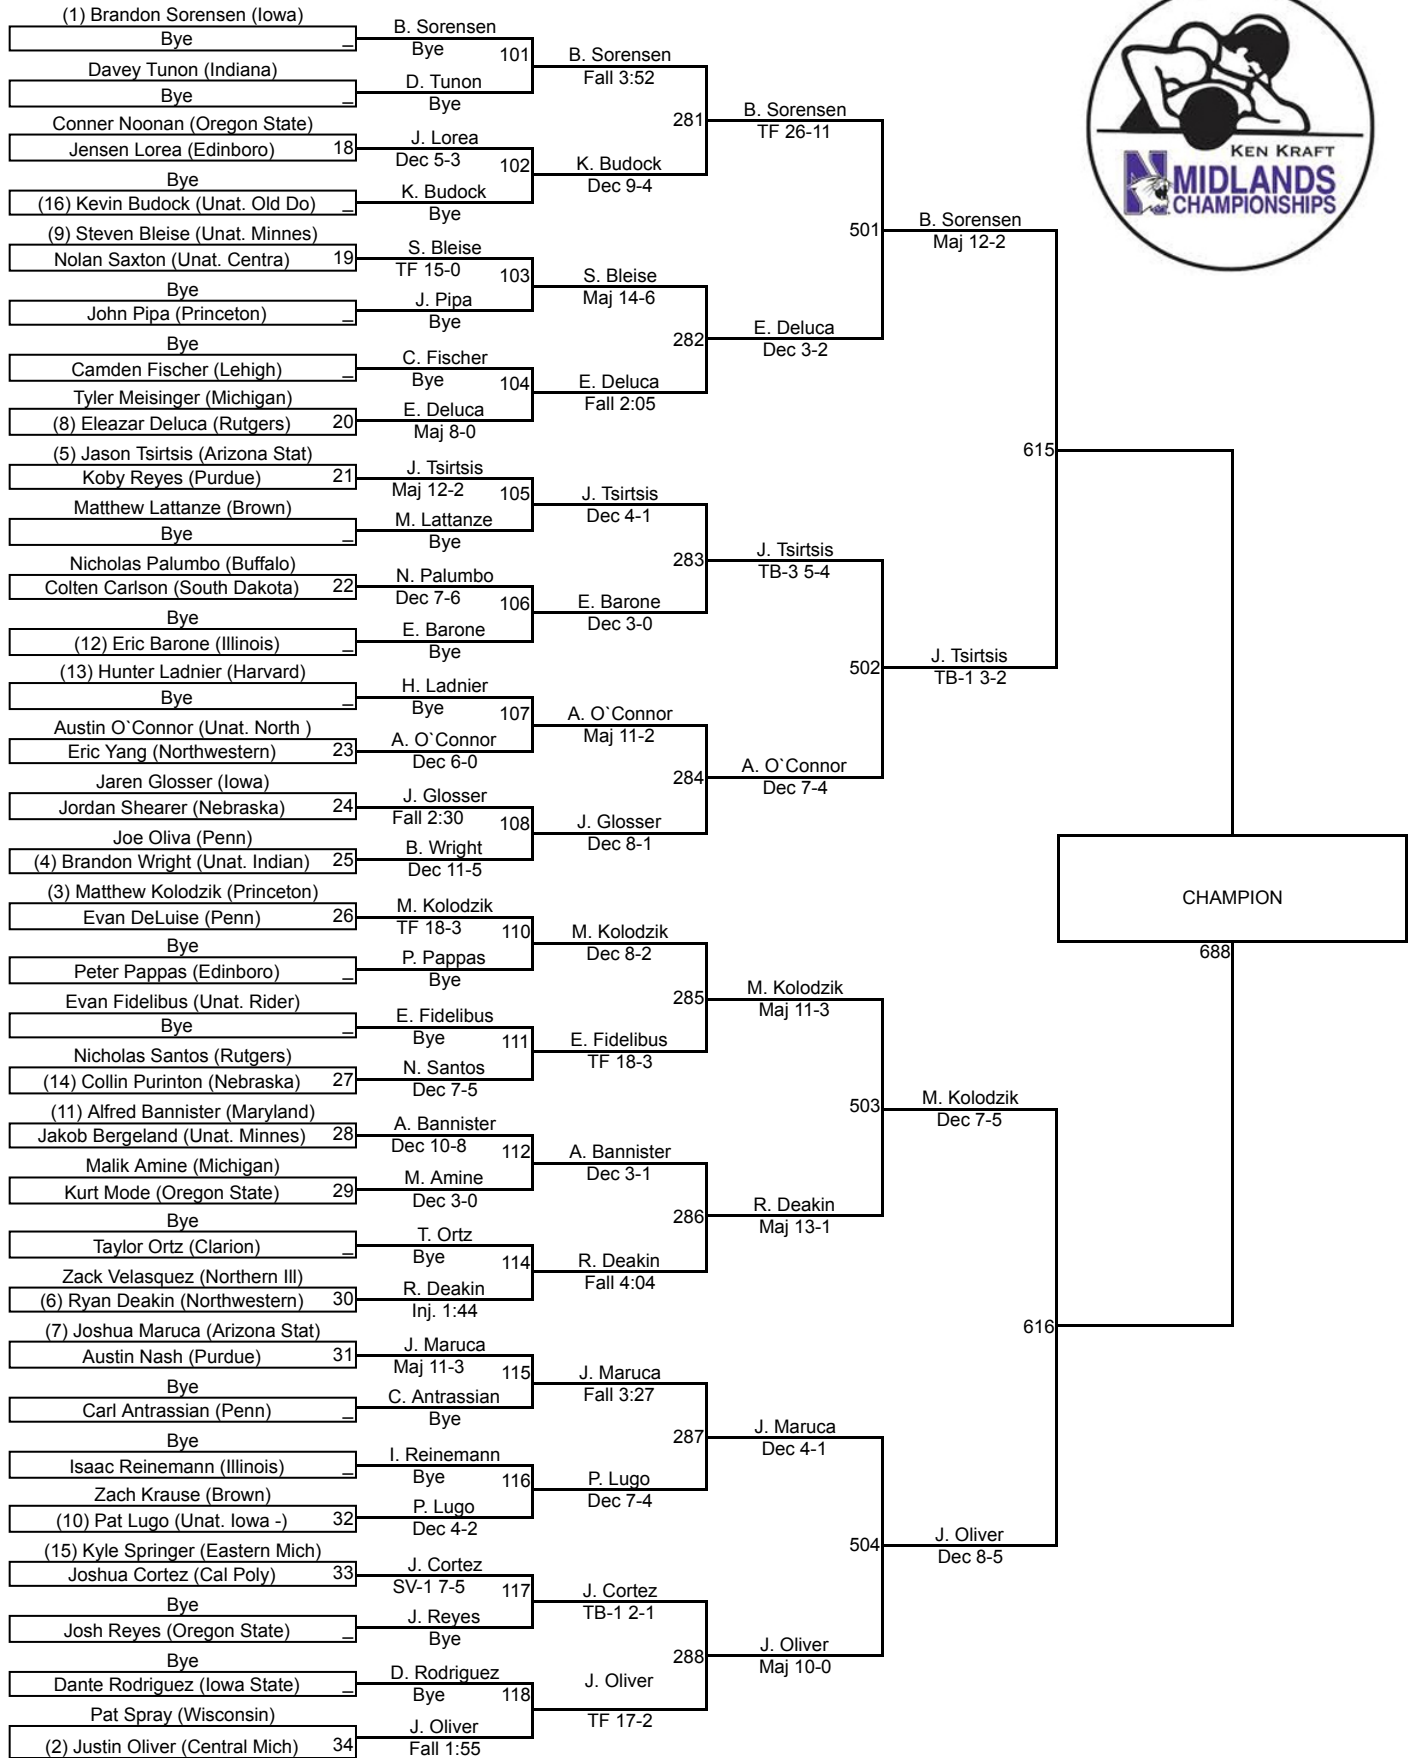 (1) Brandon Sorensen (Iowa)
Bye _
Davey Tunon (Indiana)
Bye _
Conner Noonan (Oregon State)
Jensen Lorea (Edinboro) 18
Bye
(16) Kevin Budock (Unat. Old Do) _
(9) Steven Bleise (Unat. Minnes)
Nolan Saxton (Unat. Centra) 19
Bye
John Pipa (Princeton) _
Bye
Camden Fischer (Lehigh) _
Tyler Meisinger (Michigan)
(8) Eleazar Deluca (Rutgers) 20
(5) Jason Tsirtsis (Arizona Stat)
Koby Reyes (Purdue) 21
Matthew Lattanze (Brown)
Bye _
Nicholas Palumbo (Buffalo)
Colten Carlson (South Dakota) 22
Bye
(12) Eric Barone (Illinois) _
(13) Hunter Ladnier (Harvard)
Bye _
Austin O`Connor (Unat. North )
Eric Yang (Northwestern) 23
Jaren Glosser (Iowa)
Jordan Shearer (Nebraska) 24
Joe Oliva (Penn)
(4) Brandon Wright (Unat. Indian) 25
(3) Matthew Kolodzik (Princeton)
Evan DeLuise (Penn) 26
Bye
Peter Pappas (Edinboro) _
Evan Fidelibus (Unat. Rider)
Bye _
Nicholas Santos (Rutgers)
(14) Collin Purinton (Nebraska) 27
(11) Alfred Bannister (Maryland)
Jakob Bergeland (Unat. Minnes) 28
Malik Amine (Michigan)
Kurt Mode (Oregon State) 29
Bye
Taylor Ortz (Clarion) _
Zack Velasquez (Northern Ill)
(6) Ryan Deakin (Northwestern) 30
(7) Joshua Maruca (Arizona Stat)
Austin Nash (Purdue) 31
Bye
Carl Antrassian (Penn) _
Bye
Isaac Reinemann (Illinois) _
Zach Krause (Brown)
(10) Pat Lugo (Unat. Iowa -) 32
(15) Kyle Springer (Eastern Mich)
Joshua Cortez (Cal Poly) 33
Bye
Josh Reyes (Oregon State) _
Bye
Dante Rodriguez (Iowa State) _
Pat Spray (Wisconsin)
(2) Justin Oliver (Central Mich) 34
B. Sorensen
Bye
101
D. Tunon
Bye
J. Lorea
Dec 5-3
102
K. Budock
Bye
S. Bleise
TF 15-0
103
J. Pipa
Bye
C. Fischer
Bye
104
E. Deluca
Maj 8-0
J. Tsirtsis
Maj 12-2
105
M. Lattanze
Bye
N. Palumbo
Dec 7-6
106
E. Barone
Bye
H. Ladnier
Bye
107
A. O`Connor
Dec 6-0
J. Glosser
Fall 2:30
108
B. Wright
Dec 11-5
M. Kolodzik
TF 18-3
110
P. Pappas
Bye
E. Fidelibus
Bye
111
N. Santos
Dec 7-5
A. Bannister
Dec 10-8
112
M. Amine
Dec 3-0
T. Ortz
Bye
114
R. Deakin
Inj. 1:44
J. Maruca
Maj 11-3
115
C. Antrassian
Bye
I. Reinemann
Bye
116
P. Lugo
Dec 4-2
J. Cortez
SV-1 7-5
117
J. Reyes
Bye
D. Rodriguez
Bye
118
J. Oliver
Fall 1:55
B. Sorensen
Fall 3:52
281
K. Budock
Dec 9-4
S. Bleise
Maj 14-6
282
E. Deluca
Fall 2:05
J. Tsirtsis
Dec 4-1
283
E. Barone
Dec 3-0
A. O`Connor
Maj 11-2
284
J. Glosser
Dec 8-1
M. Kolodzik
Dec 8-2
285
E. Fidelibus
TF 18-3
A. Bannister
Dec 3-1
286
R. Deakin
Fall 4:04
J. Maruca
Fall 3:27
287
P. Lugo
Dec 7-4
J. Cortez
TB-1 2-1
288
J. Oliver
TF 17-2
B. Sorensen
TF 26-11
501
E. Deluca
Dec 3-2
J. Tsirtsis
TB-3 5-4
502
A. O`Connor
Dec 7-4
M. Kolodzik
Maj 11-3
503
R. Deakin
Maj 13-1
J. Maruca
Dec 4-1
504
J. Oliver
Maj 10-0
B. Sorensen
Maj 12-2
615
J. Tsirtsis
TB-1 3-2
M. Kolodzik
Dec 7-5
616
J. Oliver
Dec 8-5
CHAMPION
688
KEN KRAFT
N MIDLANDS
CHAMPIONSHIPS